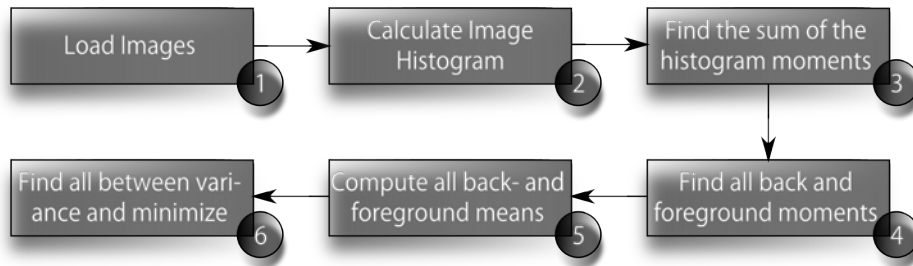 Load Images
1
Calculate Image
Histogram
2
Find the sum of the
histogram moments
3
Find all back and
foreground moments
4
Compute all back- and
foreground means
5
Find all between vari-
ance and minimize
6